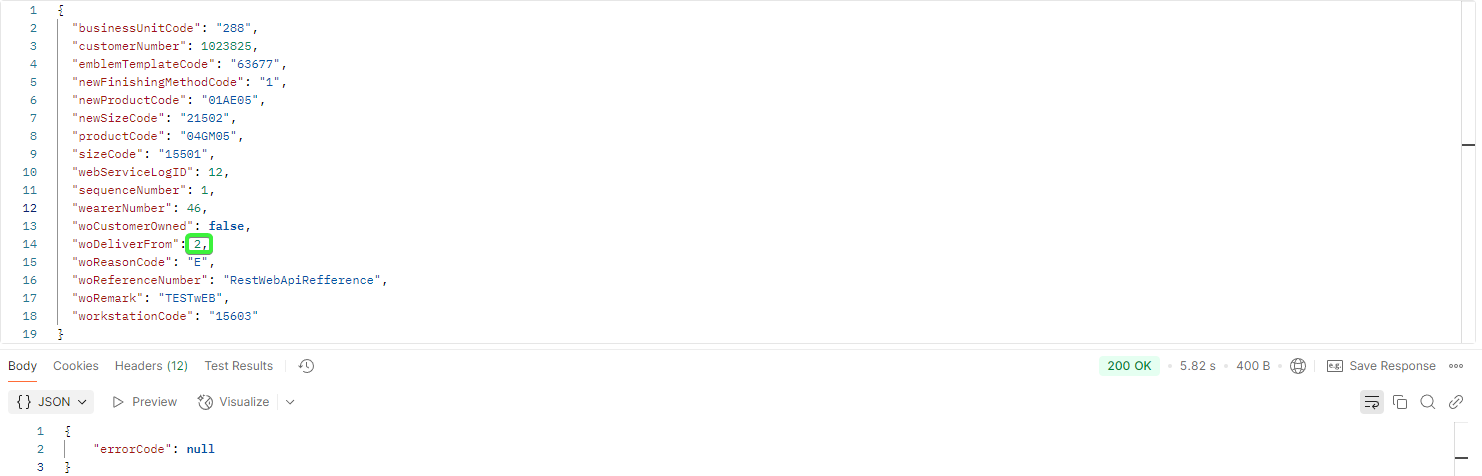 1 {
2 "businessUnitCode": "288",
3 "customerNumber": 1023825,
4 "emblemTemplateCode": "63677",
5 "newFinishingMethodCode": "1",
6 "newProductCode": "01AE05",
7 "newSizeCode": "21502",
8 "productCode": "04GM05",
9 "sizeCode": "15501",
10 "webServiceLogID": 12,
11 "sequenceNumber": 1,
12 "wearerNumber": 46,
13 "woCustomerOwned": false,
14 "woDeliverFrom": 2,
15 "woReasonCode": "E",
16 "woReferenceNumber": "RestWebApiRefference",
17 "woRemark": "TESTwEB",
18 "workstationCode": "15603"
19 }
Body Cookies Headers (12) Test Results 200 OK • 5.82 s • 400 B e.g. Save Response
{} JSON Preview Visualize
1 {
2 "errorCode": null
3 }